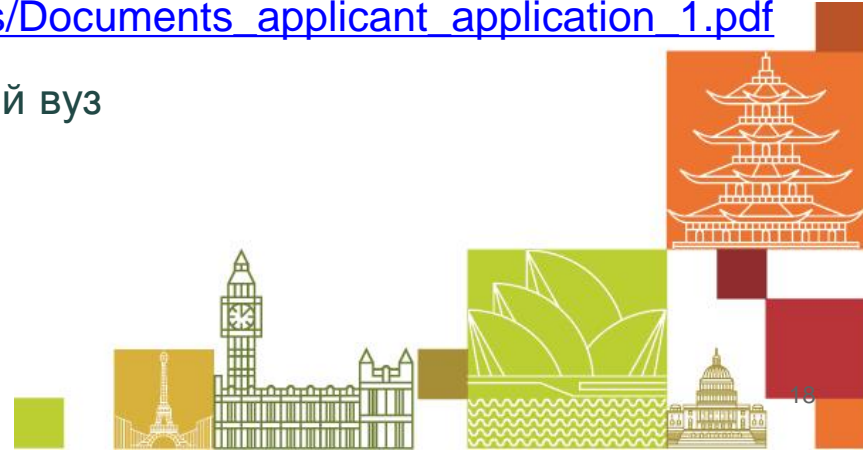 s/Documents_applicant_application_1.pdf
й вуз
18